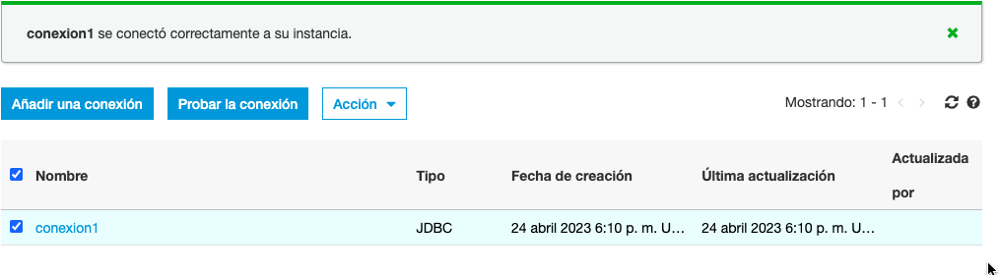 conexion1 se conectó correctamente a su instancia.
Añadir una conexión Probar la conexión Acción Mostrando: 1 - 1
Nombre Tipo Fecha de creación Última actualización Actualizada por
conexion1 JDBC 24 abril 2023 6:10 p. m. U… 24 abril 2023 6:10 p. m. U…